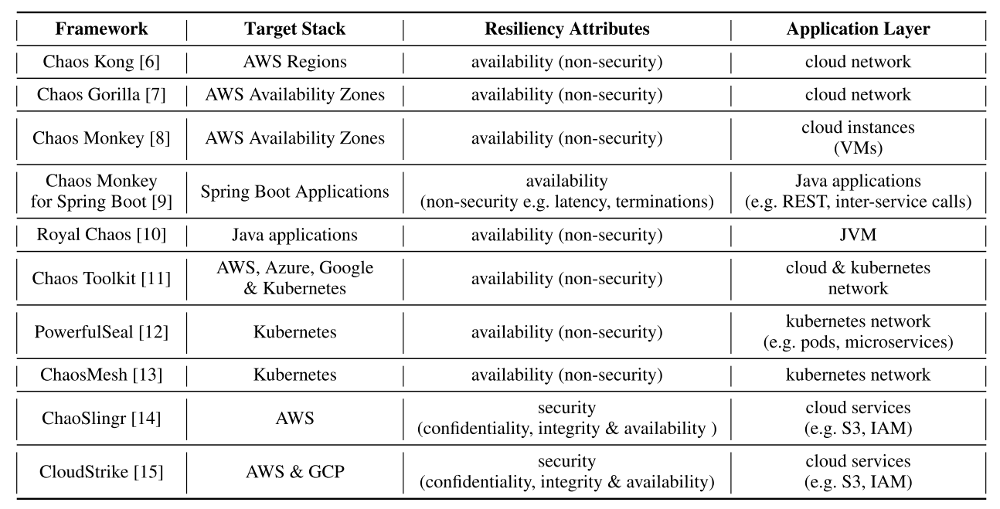 Framework Target Stack Resiliency Attributes Application Layer
Chaos Kong [6] AWS Regions availability (non-security) cloud network
Chaos Gorilla [7] AWS Availability Zones availability (non-security) cloud network
Chaos Monkey [8] AWS Availability Zones availability (non-security) cloud instances
(VMs)
Chaos Monkey
for Spring Boot [9] Spring Boot Applications availability
(non-security e.g. latency, terminations) Java applications
(e.g. REST, inter-service calls)
Royal Chaos [10] Java applications availability (non-security) JVM
Chaos Toolkit [11] AWS, Azure, Google
& Kubernetes availability (non-security) cloud & kubernetes
network
PowerfulSeal [12] Kubernetes availability (non-security) kubernetes network
(e.g. pods, microservices)
ChaosMesh [13] Kubernetes availability (non-security) kubernetes network
ChaoSlingr [14] AWS security
(confidentiality, integrity & availability ) cloud services
(e.g. S3, IAM)
CloudStrike [15] AWS & GCP security
(confidentiality, integrity & availability) cloud services
(e.g. S3, IAM)